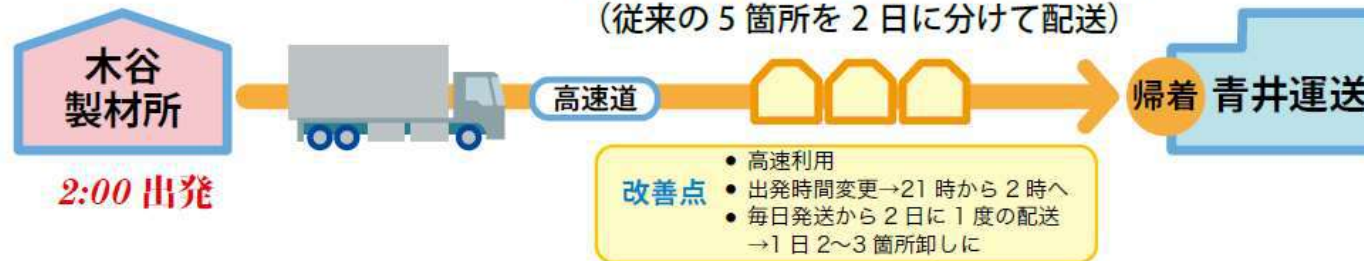 （従来の5箇所を2日に分けて配送）
木谷
製材所
高速道
帰着
青井運送
2:00 出発
改善点
● 高速利用
● 出発時間変更→21時から2時へ
● 毎日発送から2日に1度の配送
→1日2〜3箇所卸しに